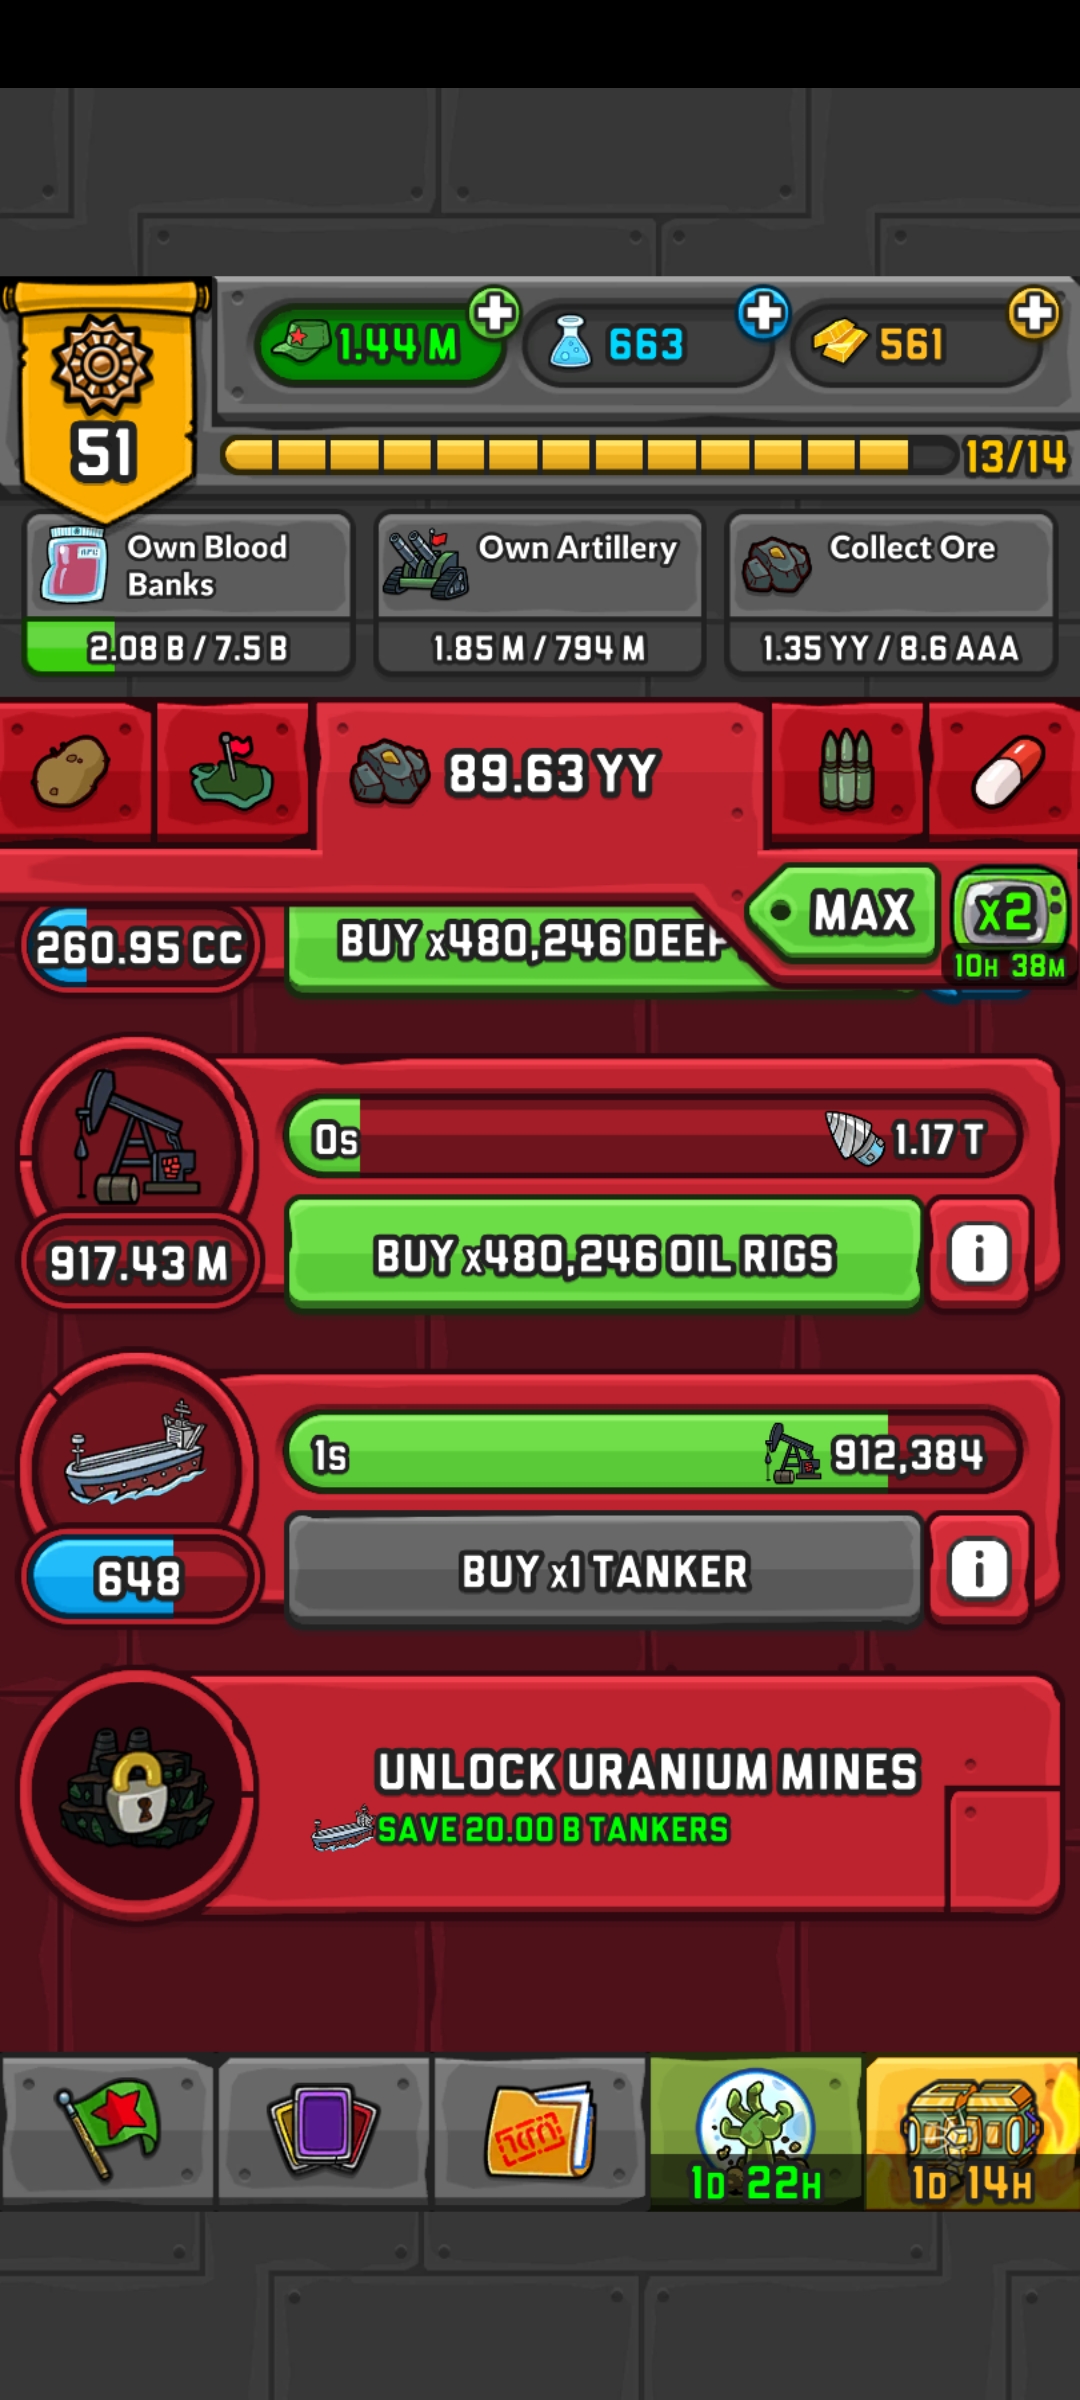 1.44 M
663
561
51
13/14
Own Blood
Banks
2.08 B / 7.5 B
Own Artillery
1.85 M / 794 M
Collect Ore
1.35 YY / 8.6 AAA
89.63 YY
MAX
x2
10H 38M
260.95 CC
BUY x480,246 DEEP
0s
1.17 T
917.43 M
BUY x480,246 OIL RIGS
i
1s
912,384
648
BUY x1 TANKER
i
UNLOCK URANIUM MINES
SAVE 20.00 B TANKERS
1D 22H
1D 14H